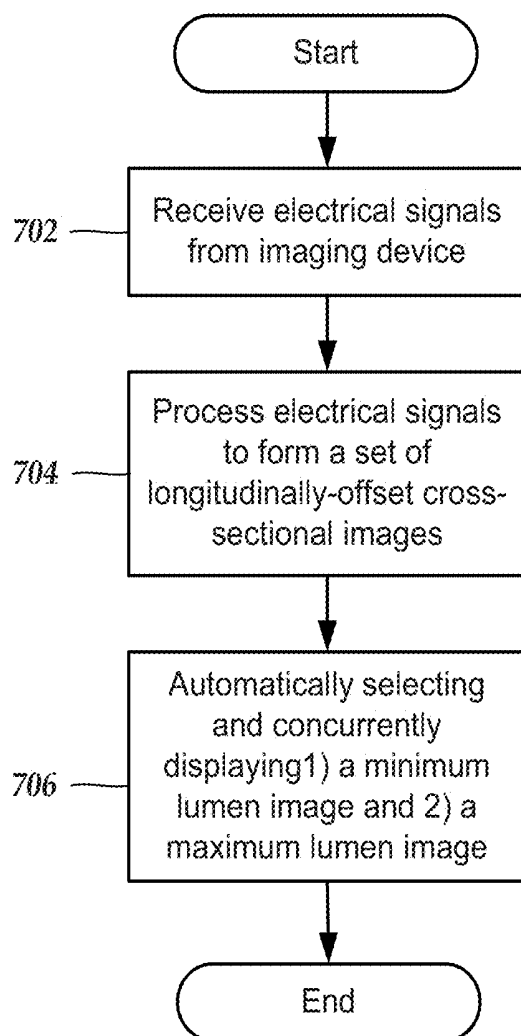 Start
702
Receive electrical signals
from imaging device
704
Process electrical signals
to form a set of
longitudinally-offset cross-
sectional images
706
Automatically selecting
and concurrently
displaying1) a minimum
lumen image and 2) a
maximum lumen image
End